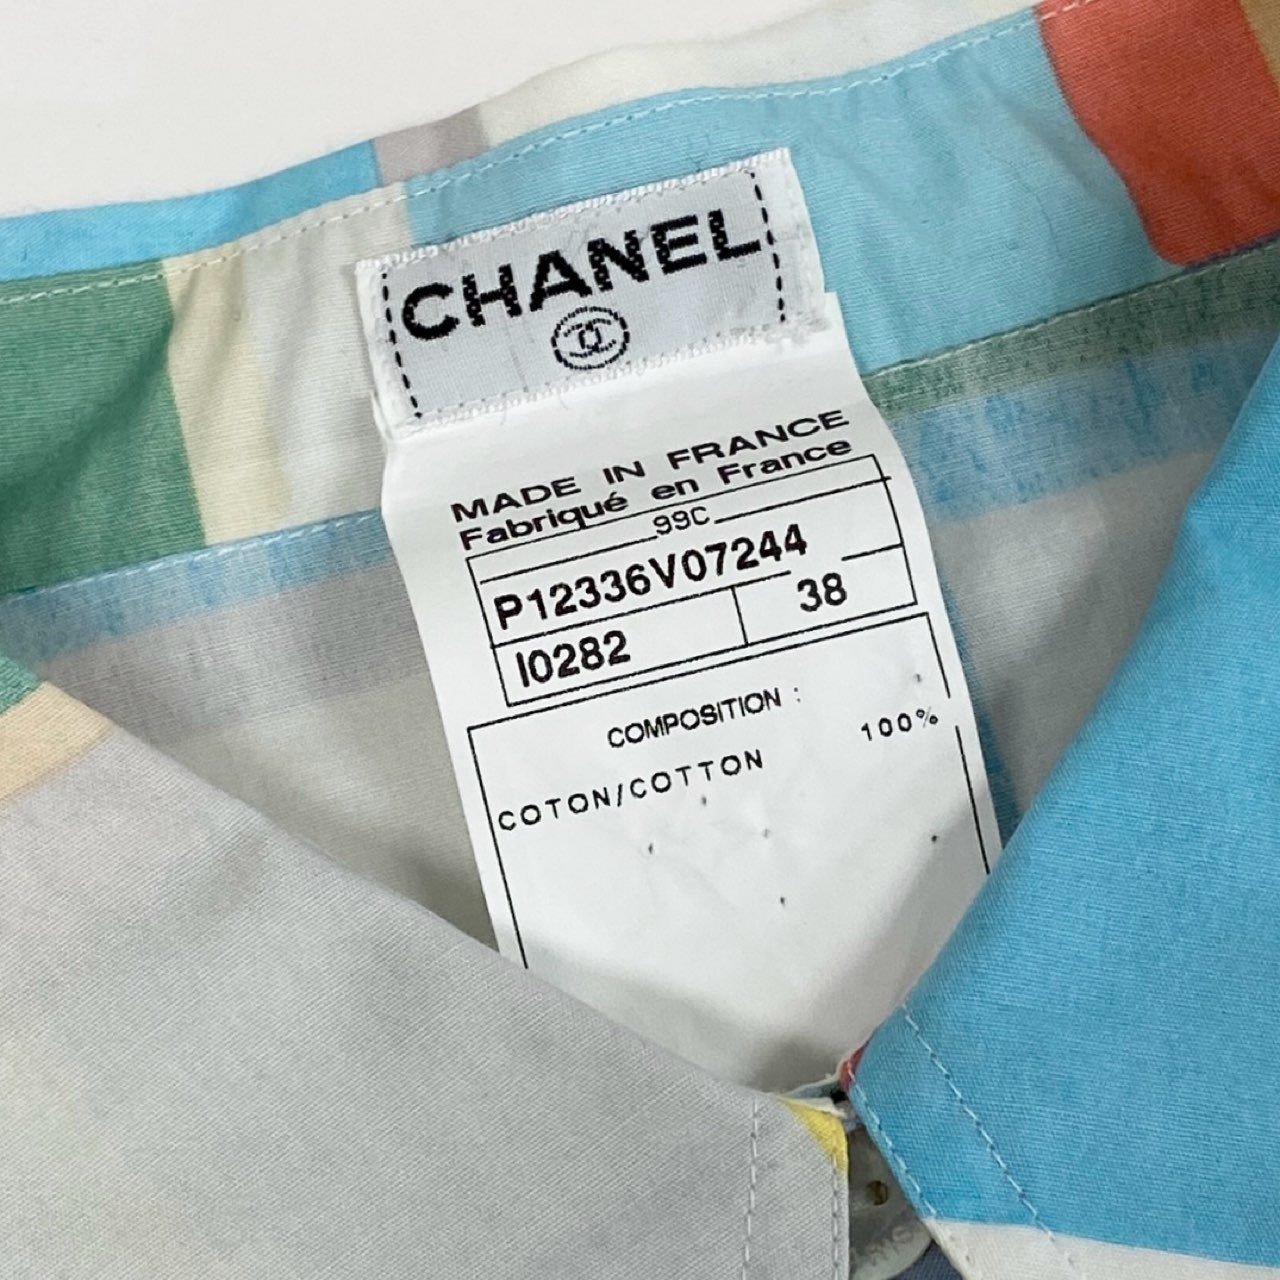 CHANEL
MADE IN FRANCE
Fabriqué en France
99C
P12336V07244
I0282 38
COMPOSITION :
COTON/COTTON 100%